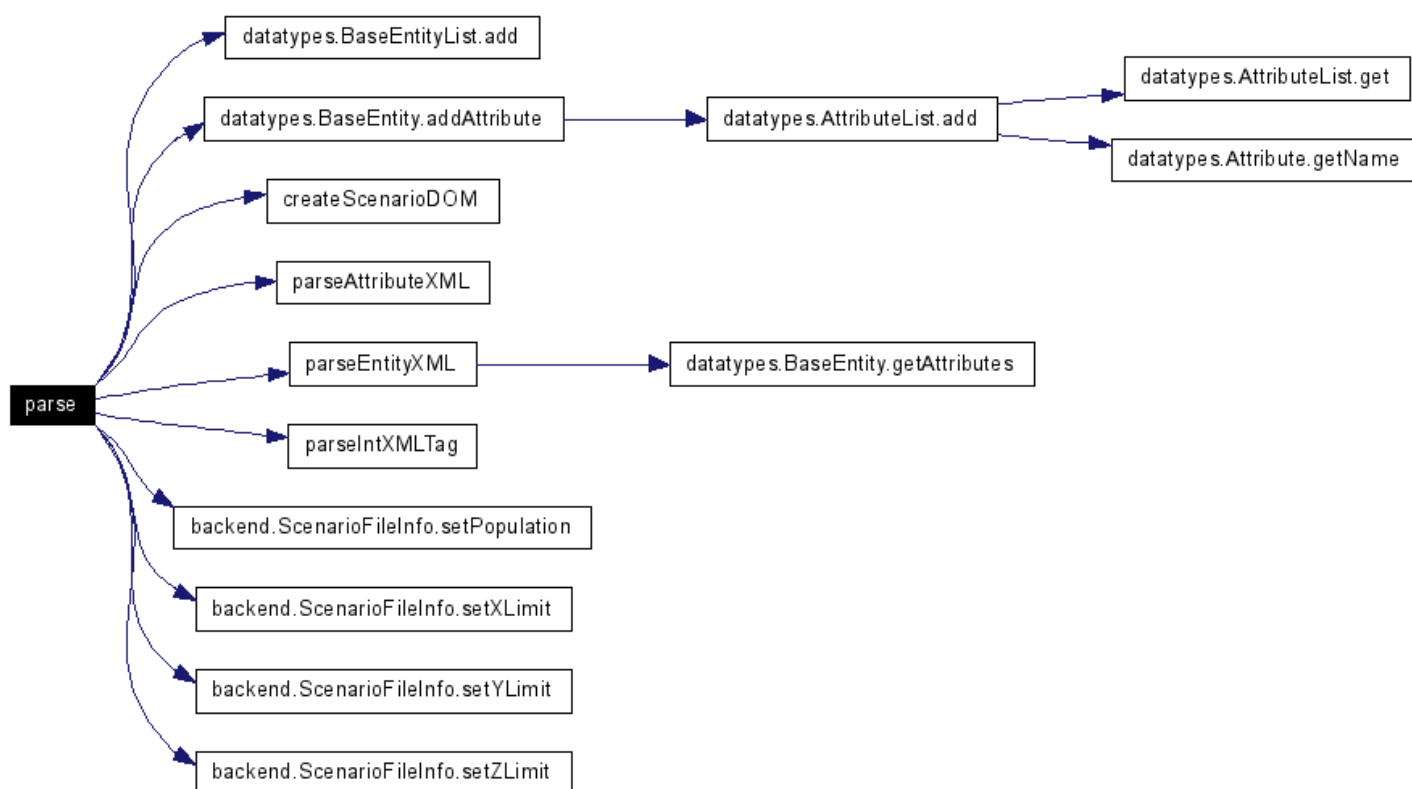 datatypes.BaseEntityList.add
datatypes.AttributeList.get
datatypes.BaseEntity.addAttribute
datatypes.AttributeList.add
datatypes.Attribute.getName
createScenarioDOM
parseAttributeXML
parseEntityXML
datatypes.BaseEntity.getAttributes
parse
parseIntXMLTag
backend.ScenarioFileInfo.setPopulation
backend.ScenarioFileInfo.setXLimit
backend.ScenarioFileInfo.setYLimit
backend.ScenarioFileInfo.setZLimit